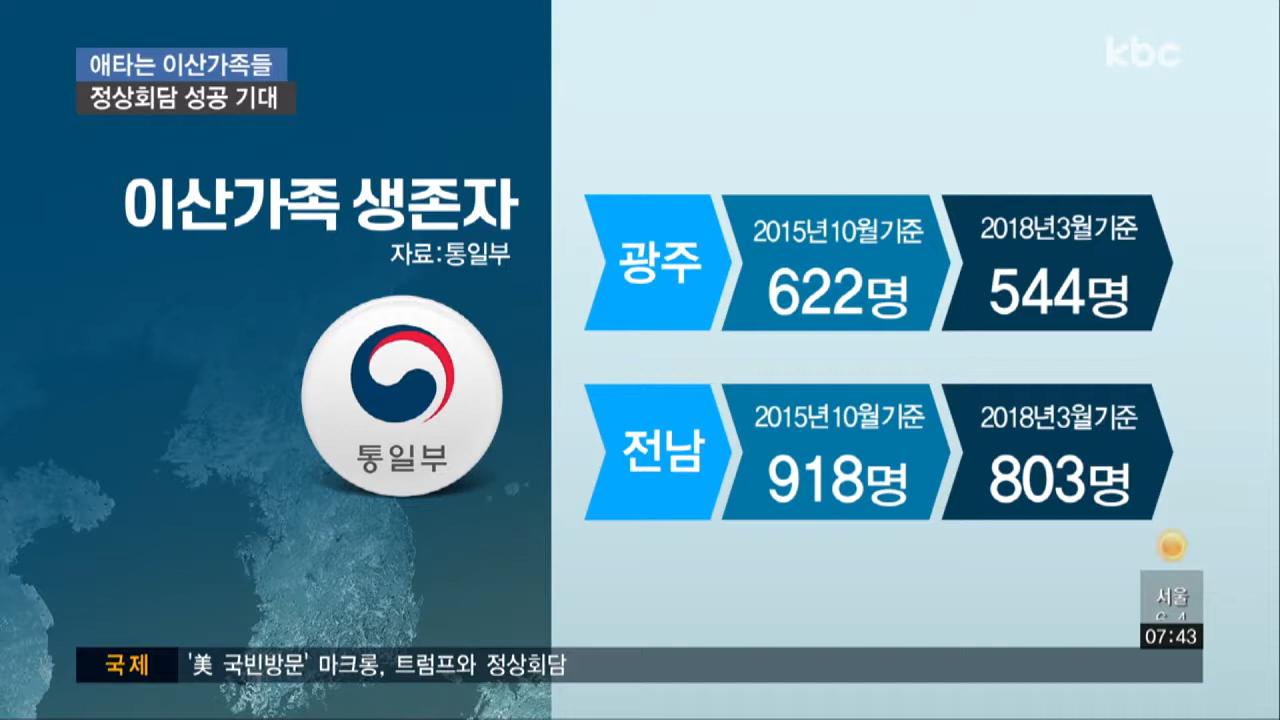 애타는 이산가족들
정상회담 성공 기대
kbc
이산가족 생존자
자료:통일부
통일부
광주
2015년 10월 기준
622명
2018년 3월 기준
544명
전남
2015년 10월 기준
918명
2018년 3월 기준
803명
서울
07:43
국제 '美 국빈방문' 마크롱, 트럼프와 정상회담